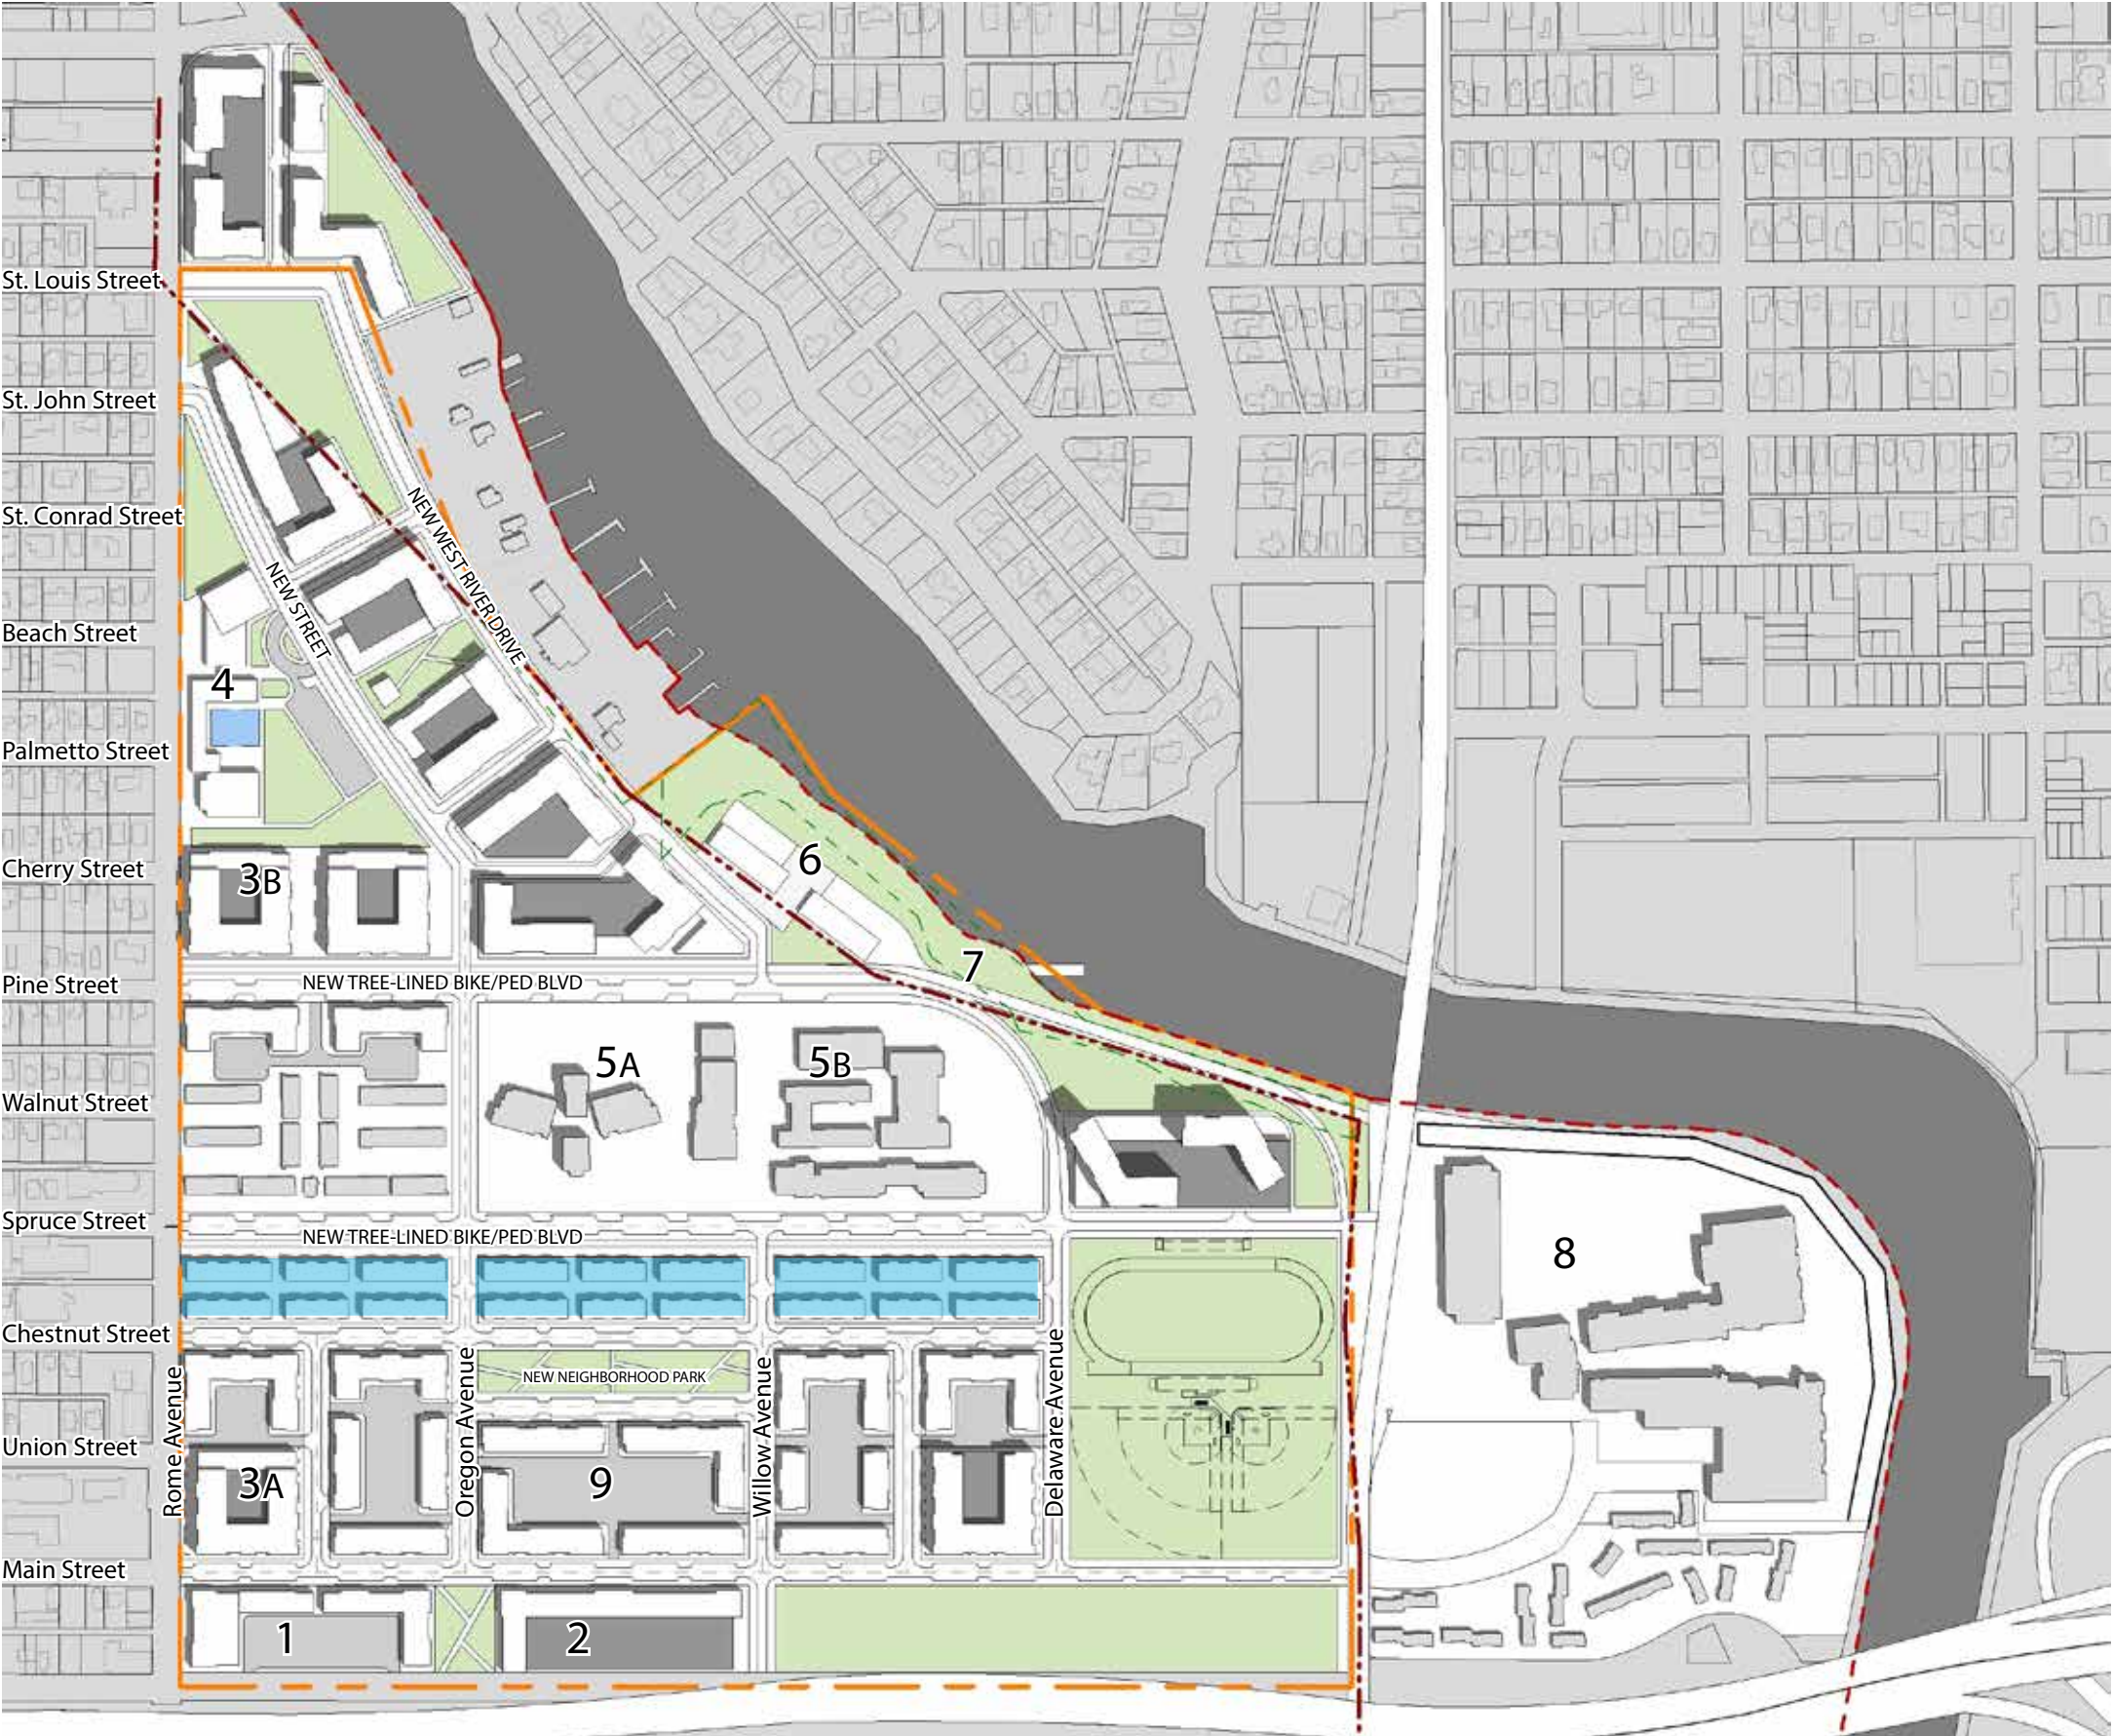 St. Louis Street
St. John Street
NEW WEST RIVER DRIVE
St. Conrad Street
NEW STREET
Beach Street
4
Palmetto Street
6
Cherry Street
3B
7
Pine Street
NEW TREE-LINED BIKE/PED BLVD
5A
5B
Walnut Street
Spruce Street
NEW TREE-LINED BIKE/PED BLVD
8
Chestnut Street
NEW NEIGHBORHOOD PARK
Rome Avenue
Oregon Avenue
Willow Avenue
Delaware Avenue
Union Street
3A
9
Main Street
1
2